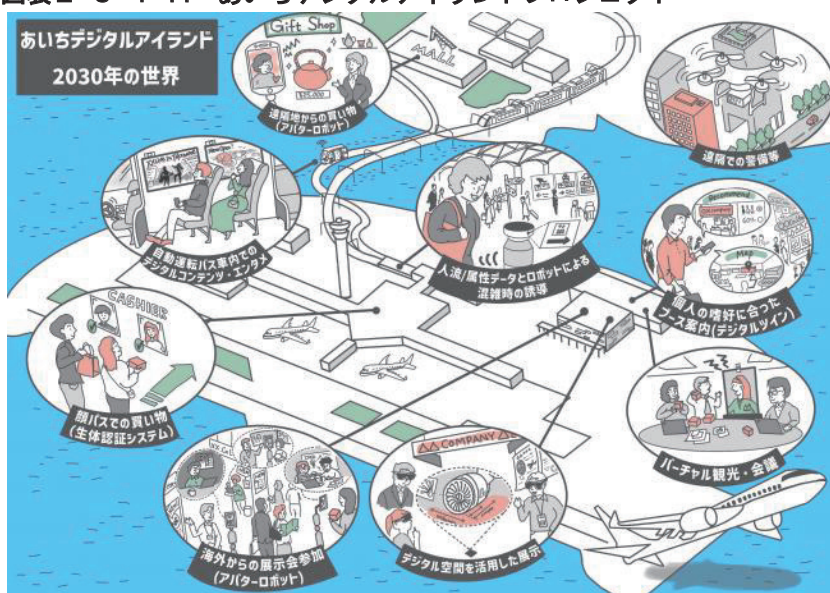 あいちデジタルアイランド
2030年の世界
Gift Shop
$25,000
MALL
遠隔地からの買い物
(アバターロボット)
遠隔での警備等
自動運転バス車内での
デジタルコンテンツ・エンタメ
人流/属性データとロボットによる
混雑時の誘導
Recommend
Map
個人の嗜好に合った
ブース案内(デジタルツイン)
CASHIER
顔パスでの買い物
(生体認証システム)
バーチャル観光・会議
海外からの展示会参加
(アバターロボット)
COMPANY
デジタル空間を活用した展示